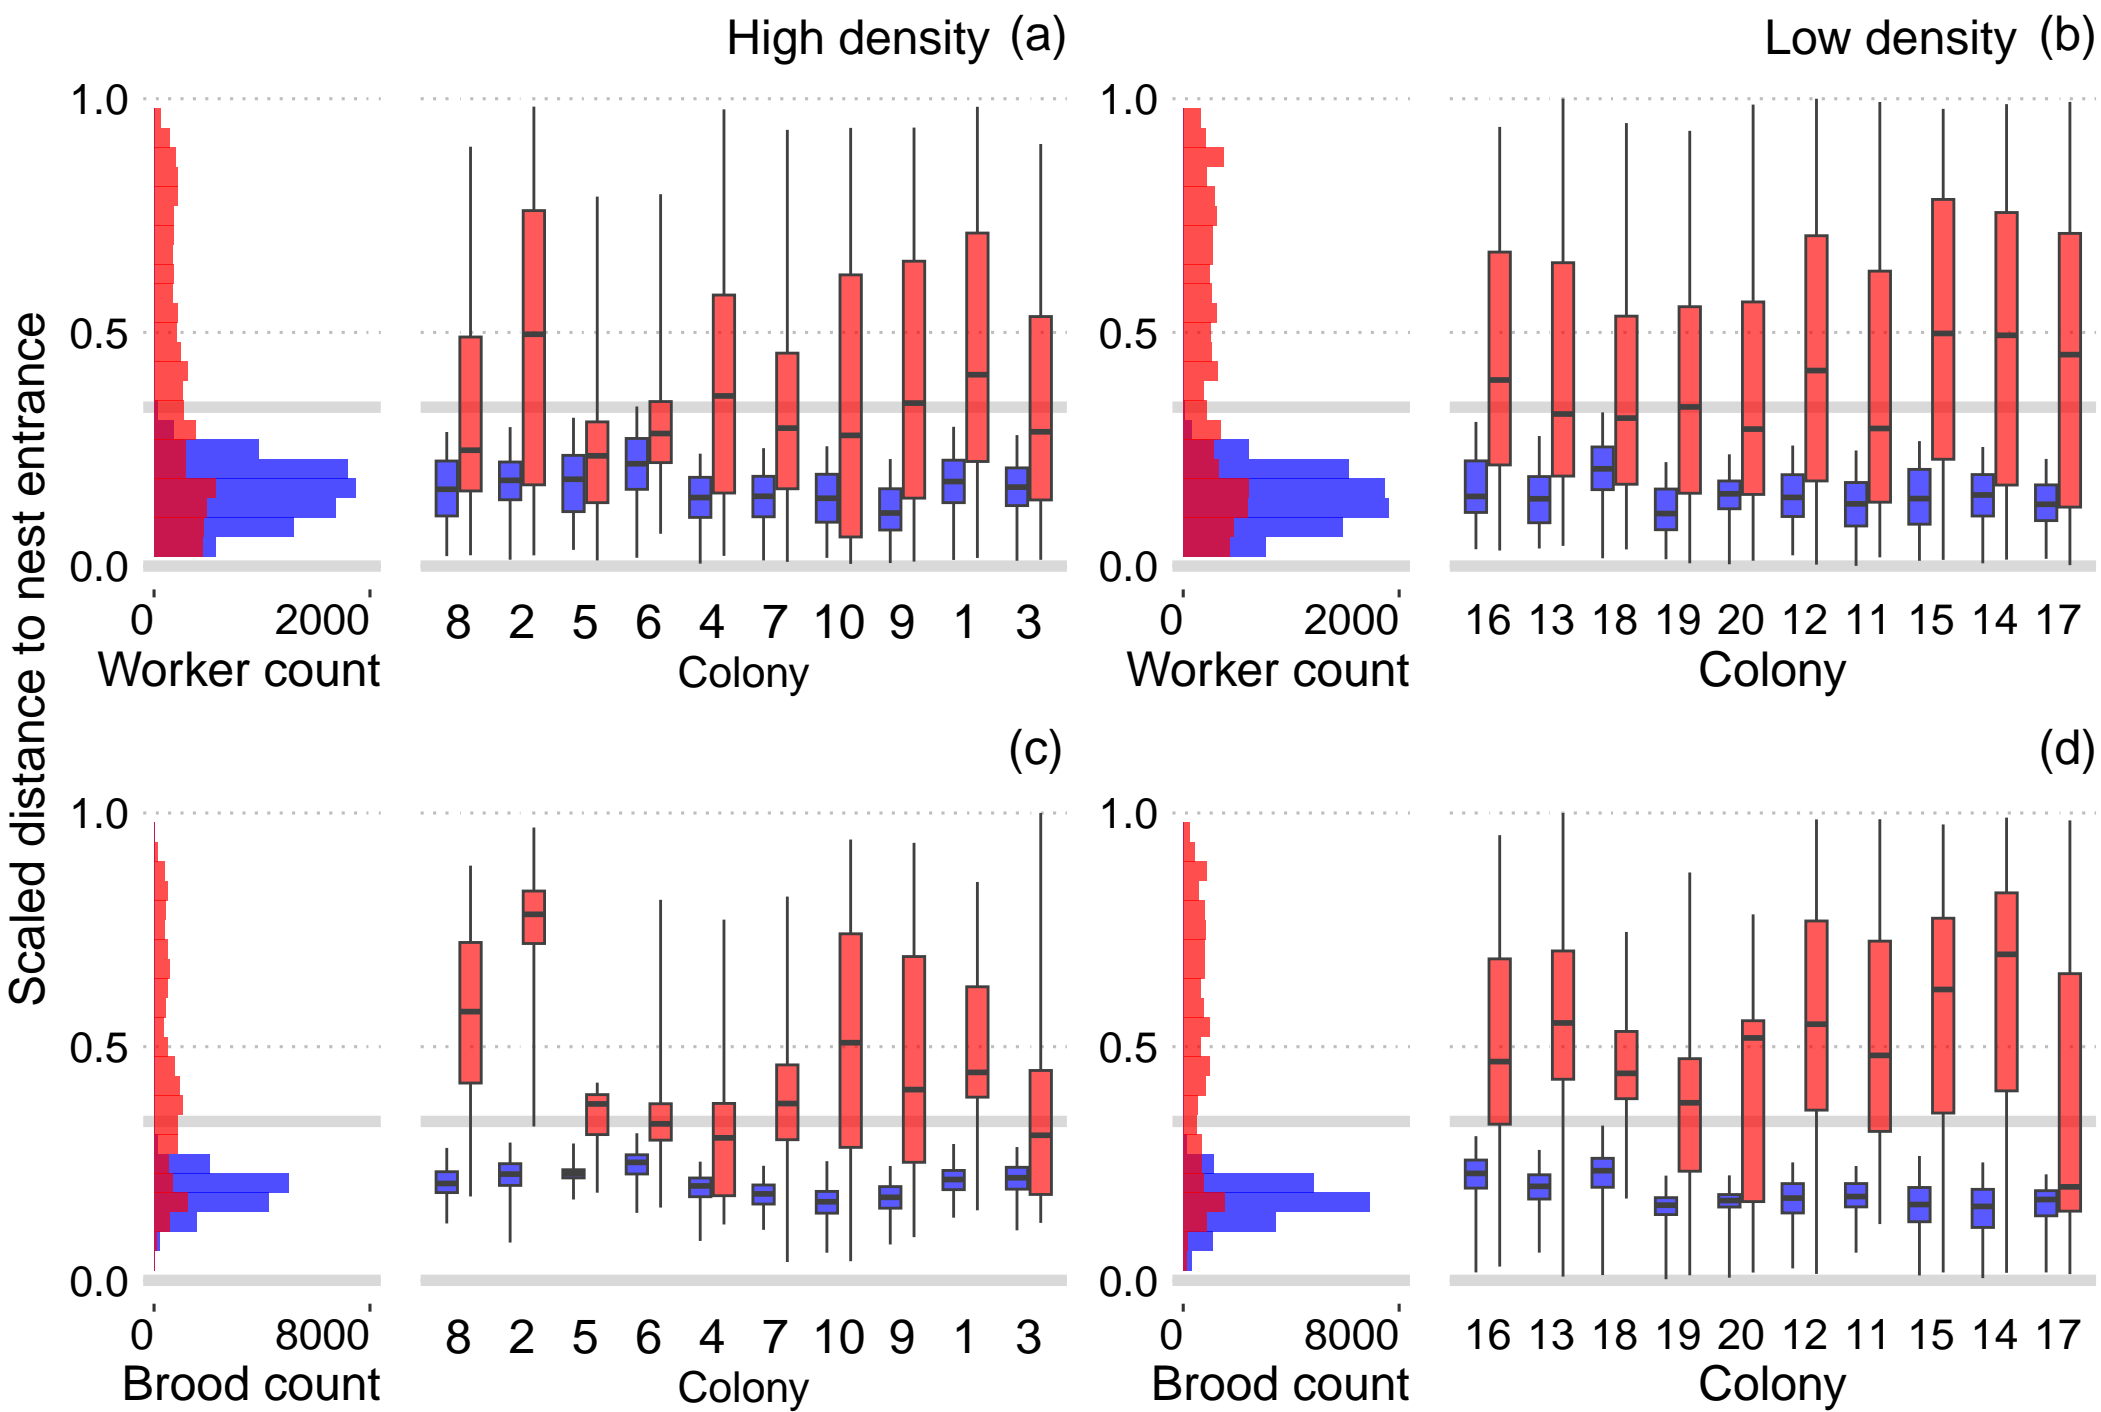 High density (a)
Low density (b)
Scaled distance to nest entrance
1.0
0.5
0.0
0 2000
Worker count
8 2 5 6 4 7 10 9 1 3
Colony
1.0
0.5
0.0
0 2000
Worker count
16 13 18 19 20 12 11 15 14 17
Colony
(c)
(d)
1.0
0.5
0.0
0 8000
Brood count
8 2 5 6 4 7 10 9 1 3
Colony
1.0
0.5
0.0
0 8000
Brood count
16 13 18 19 20 12 11 15 14 17
Colony